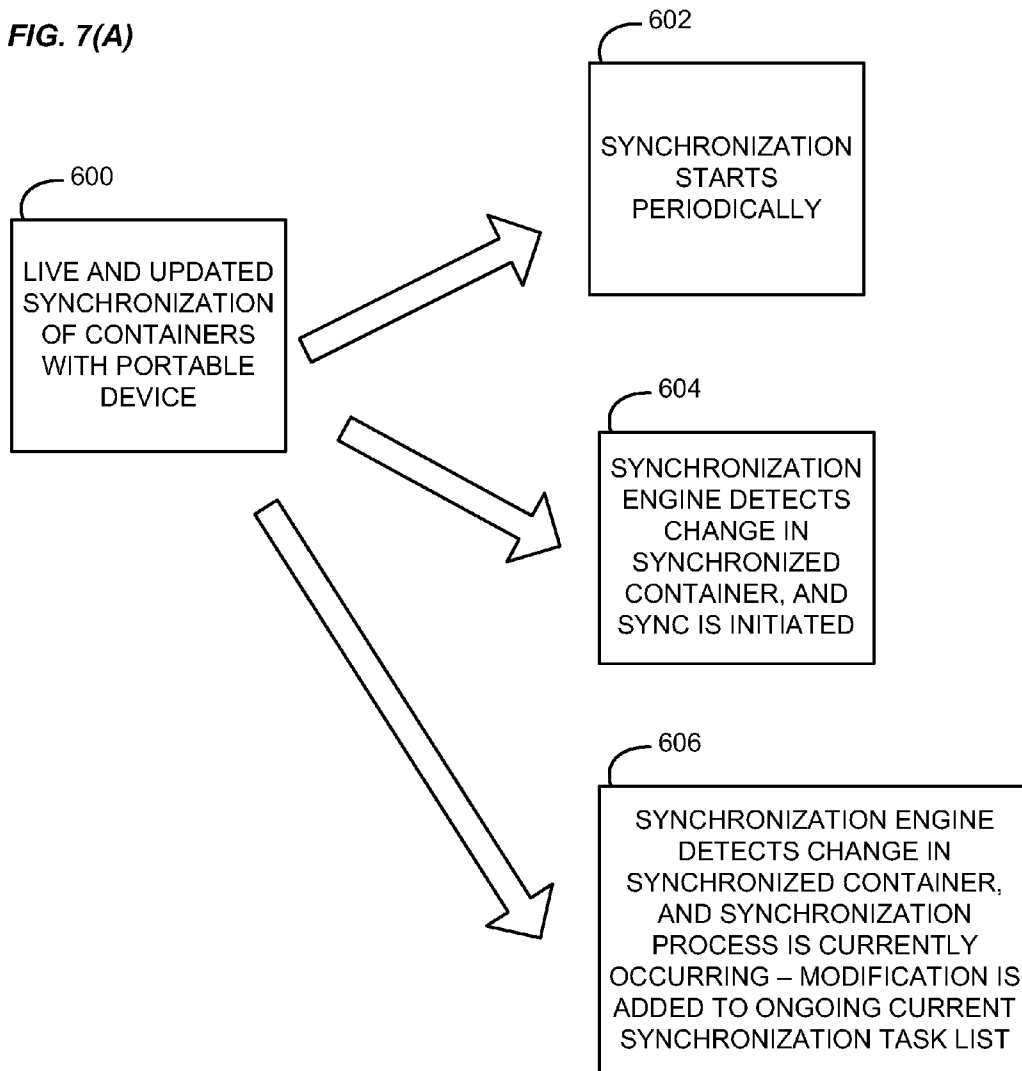 FIG. 7(A)
600
LIVE AND UPDATED
SYNCHRONIZATION
OF CONTAINERS
WITH PORTABLE
DEVICE
602
SYNCHRONIZATION
STARTS
PERIODICALLY
604
SYNCHRONIZATION
ENGINE DETECTS
CHANGE IN
SYNCHRONIZED
CONTAINER, AND
SYNC IS INITIATED
606
SYNCHRONIZATION ENGINE
DETECTS CHANGE IN
SYNCHRONIZED CONTAINER,
AND SYNCHRONIZATION
PROCESS IS CURRENTLY
OCCURRING – MODIFICATION IS
ADDED TO ONGOING CURRENT
SYNCHRONIZATION TASK LIST